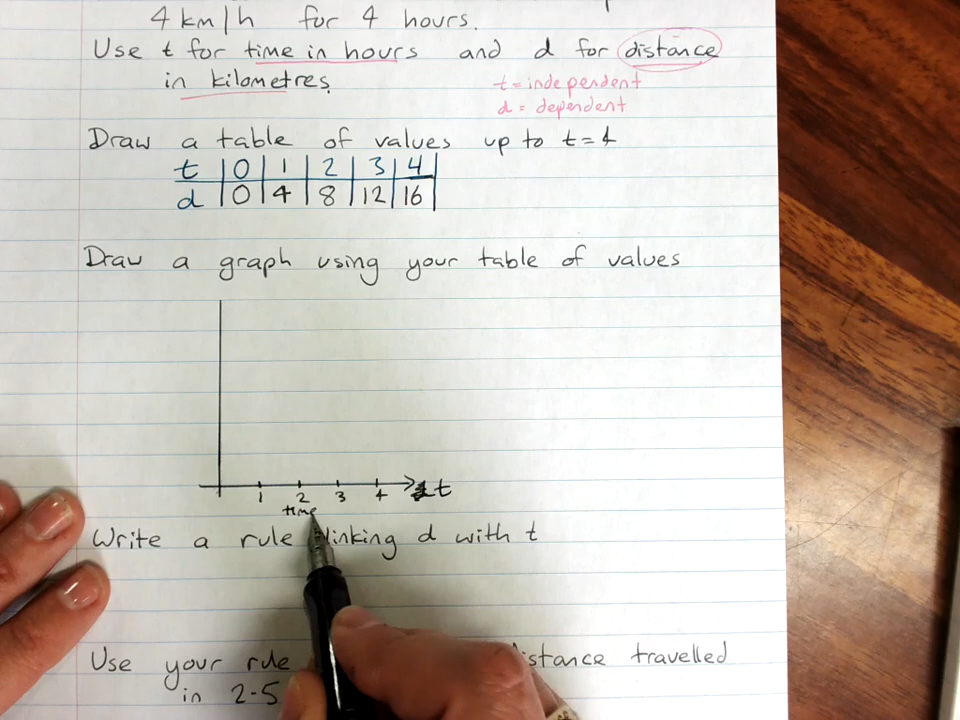 4 km/h for 4 hours.
Use t for time in hours and d for distance
in kilometres.
t = independent
d = dependent
Draw a table of values up to t=4
t 0 1 2 3 4
d 0 4 8 12 16
Draw a graph using your table of values
1 2 3 4 t
time
Write a rule linking d with t
Use your rule distance travelled
in 2.5